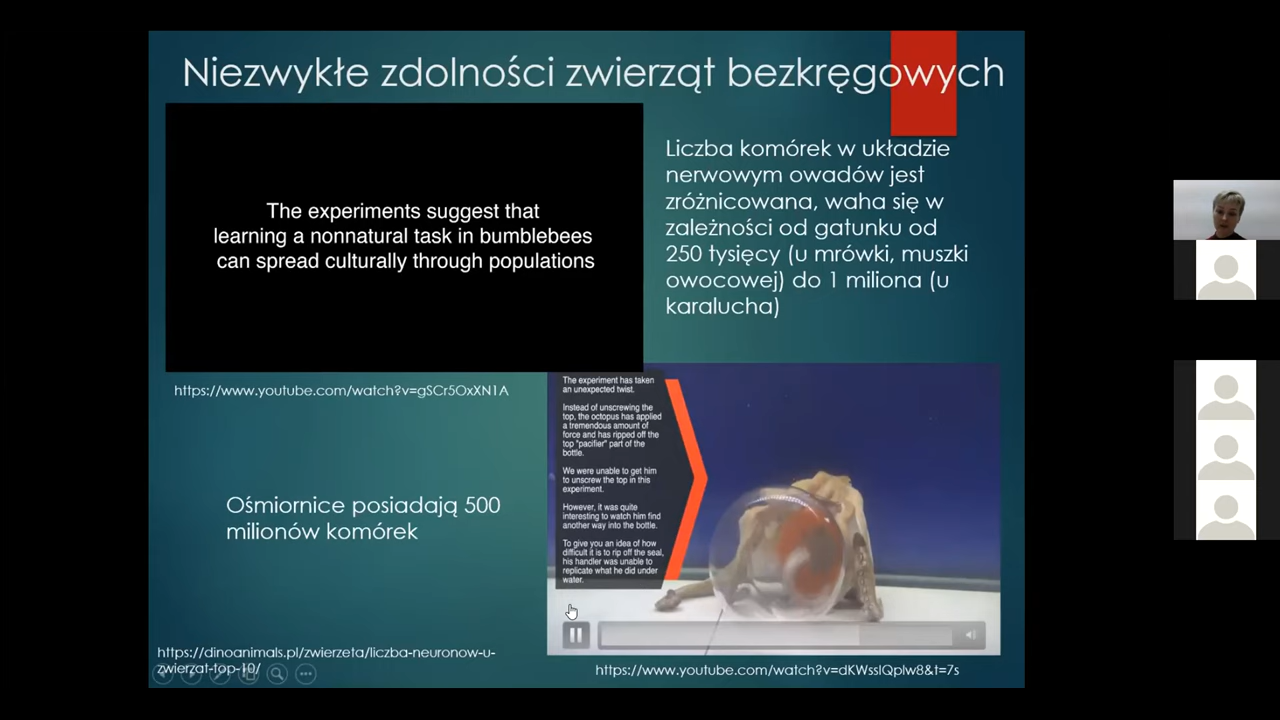 Niezwykłe zdolności zwierząt bezkręgowych
The experiments suggest that
learning a nonnatural task in bumblebees
can spread culturally through populations
https://www.youtube.com/watch?v=gSCr5OxXN1A
Liczba komórek w układzie
nerwowym owadów jest
zróżnicowana, waha się w
zależności od gatunku od
250 tysięcy (u mrówki, muszki
owocowej) do 1 miliona (u
karalucha)
The experiment has taken
an unexpected twist.
Instead of unscrewing the
top, the octopus has applied
a tremendous amount of
force and has ripped off the
top "pacifier" part of the
bottle.
We were unable to get him
to unscrew the top in this
experiment.
However, it was quite
interesting to watch him find
another way into the bottle.
To give you an idea of how
difficult it is to rip off the seal,
his handler was unable to
replicate what he did under
water.
Ośmiornice posiadają 500
milionów komórek
https://dinoanimals.pl/zwierzeta/liczba-neuronow-u-
zwierzat-top-10/
https://www.youtube.com/watch?v=dKWssIQpIw8&t=7s